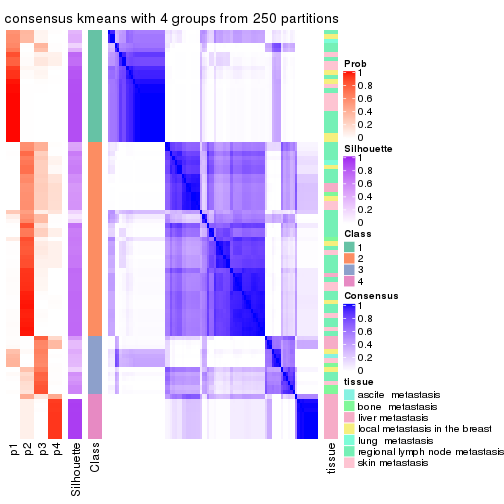 consensus kmeans with 4 groups from 250 partitions
Prob
1
0.8
0.6
0.4
0.2
0
Silhouette
1
0.8
0.6
0.4
0.2
0
Class
1
2
3
4
Consensus
1
0.8
0.6
0.4
0.2
0
tissue
ascite metastasis
bone metastasis
liver metastasis
local metastasis in the breast
lung metastasis
regional lymph node metastasis
skin metastasis
p1
p2
p3
p4
Silhouette
Class
tissue